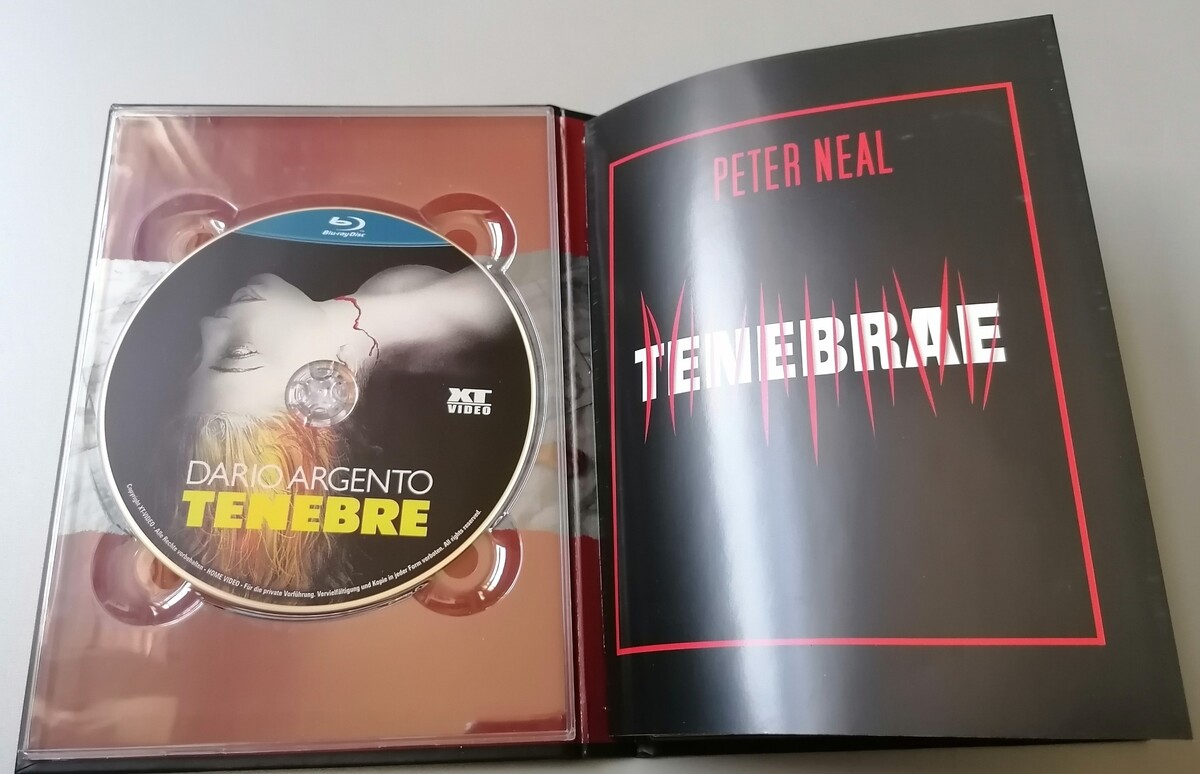 Blu-ray Disc
XT
VIDEO
DARIO ARGENTO
TENEBRE
Copyright XT-VIDEO - Alle Rechte vorbehalten - HOME VIDEO - Für die private Vorführung. Vervielfältigung und Kopie in jeder Form verboten. All rights reserved.
PETER NEAL
TENEBRAE